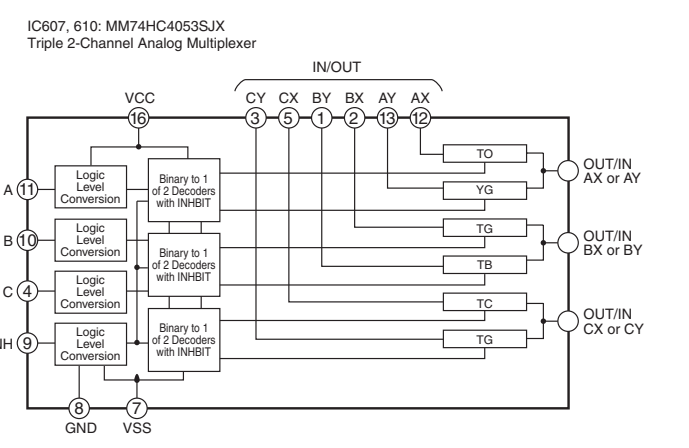 IC607, 610: MM74HC4053SJX
Triple 2-Channel Analog Multiplexer
IN/OUT
VCC CY CX BY BX AY AX
16 3 5 1 2 13 12
TO
OUT/IN
AX or AY
YG
A 11
Logic
Level
Conversion
Binary to 1
of 2 Decoders
with INHBIT
TG
OUT/IN
BX or BY
TB
B 10
Logic
Level
Conversion
Binary to 1
of 2 Decoders
with INHBIT
C 4
Logic
Level
Conversion
TC
OUT/IN
CX or CY
TG
NH 9
Logic
Level
Conversion
Binary to 1
of 2 Decoders
with INHBIT
8 7
GND VSS